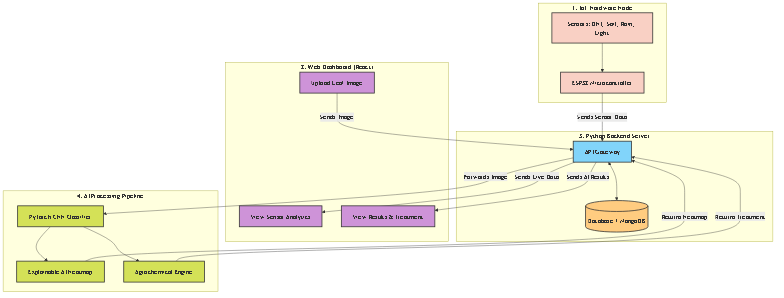 1. IoT Hardware Node
Sensors: DHT, Soil, Rain,
Light
ESP32 Microcontroller
Sends Sensor Data
2. Web Dashboard (React)
Upload Leaf Image
Sends Image
3. Python Backend Server
API Gateway
Forwards Image
Sends Live Data
Sends AI Results
4. AI Processing Pipeline
PyTorch CNN Classifier
View Sensor Analytics
View Results & Treatment
Database / MongoDB
Returns Heatmap
Returns Treatment
Explainable AI Heatmap
Agrochemical Engine